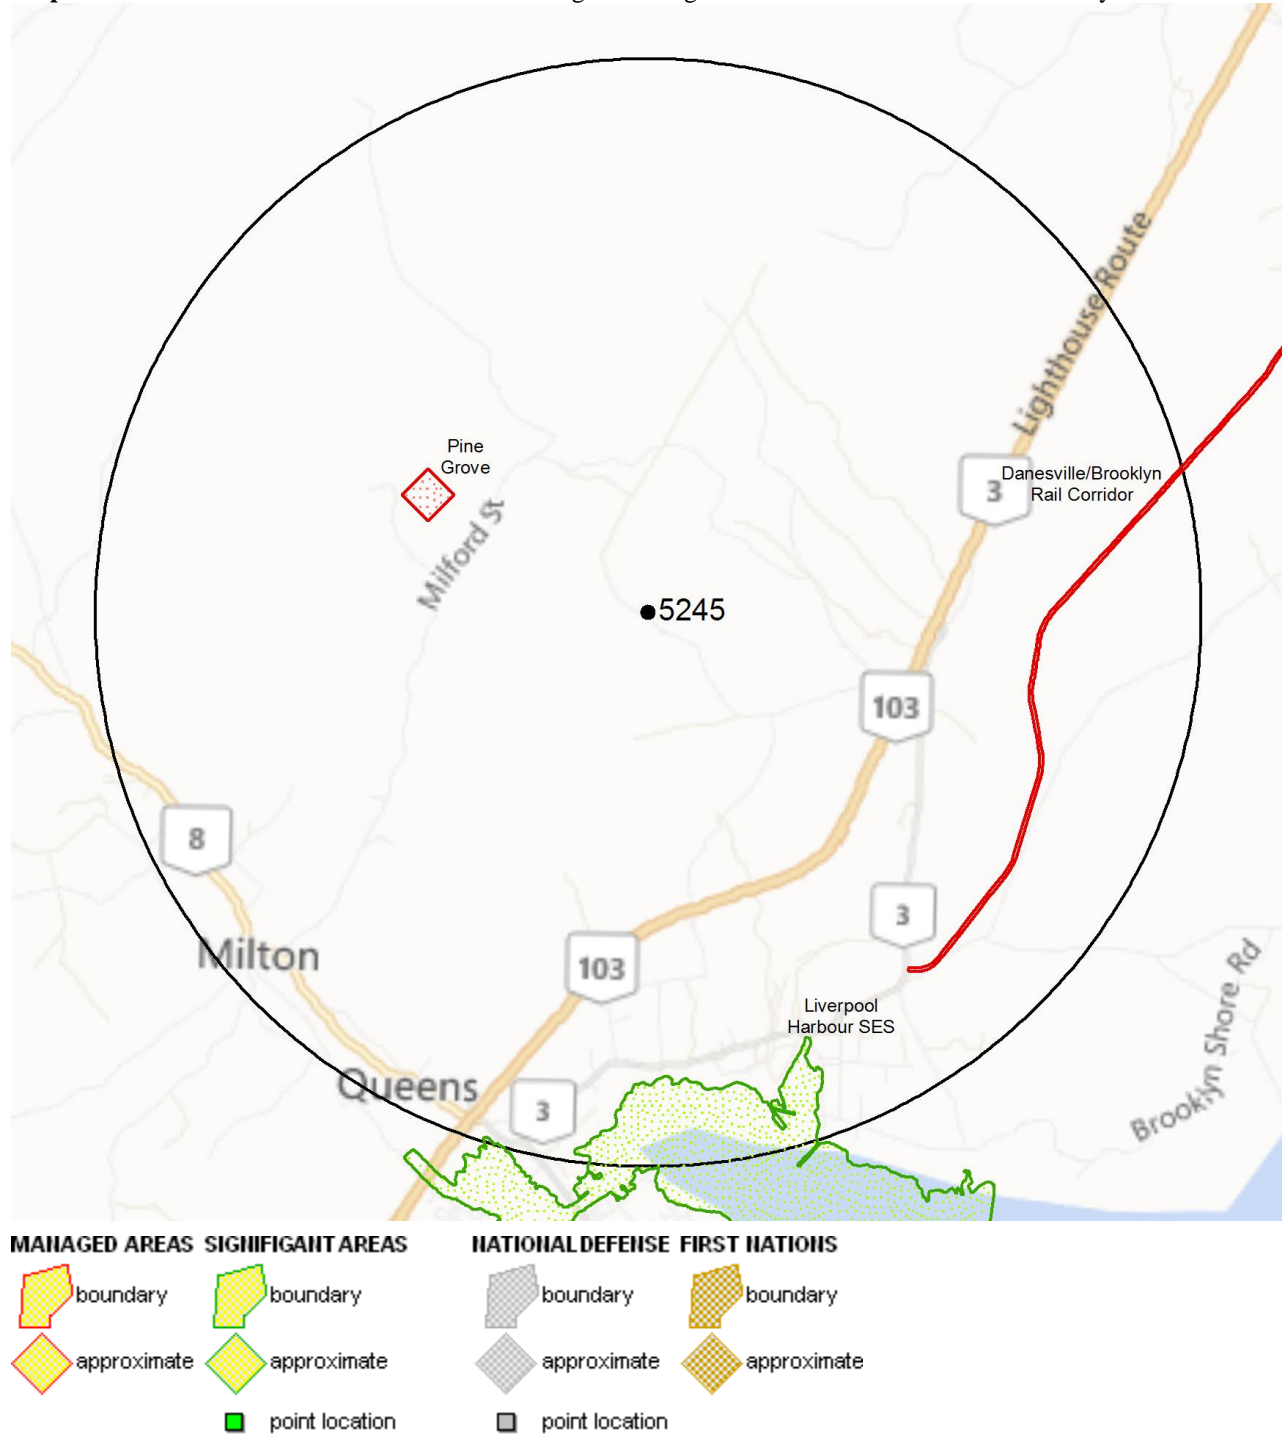 Lighthouse Route
Pine
Grove
3
Danesville/Brooklyn
Rail Corridor
Milford St
5245
103
8
3
Milton
103
Brooklyn Shore Rd
Liverpool
Harbour SES
Queens
3
MANAGED AREAS SIGNIFIGANT AREAS NATIONAL DEFENSE FIRST NATIONS
boundary boundary boundary boundary
approximate approximate approximate approximate
point location point location